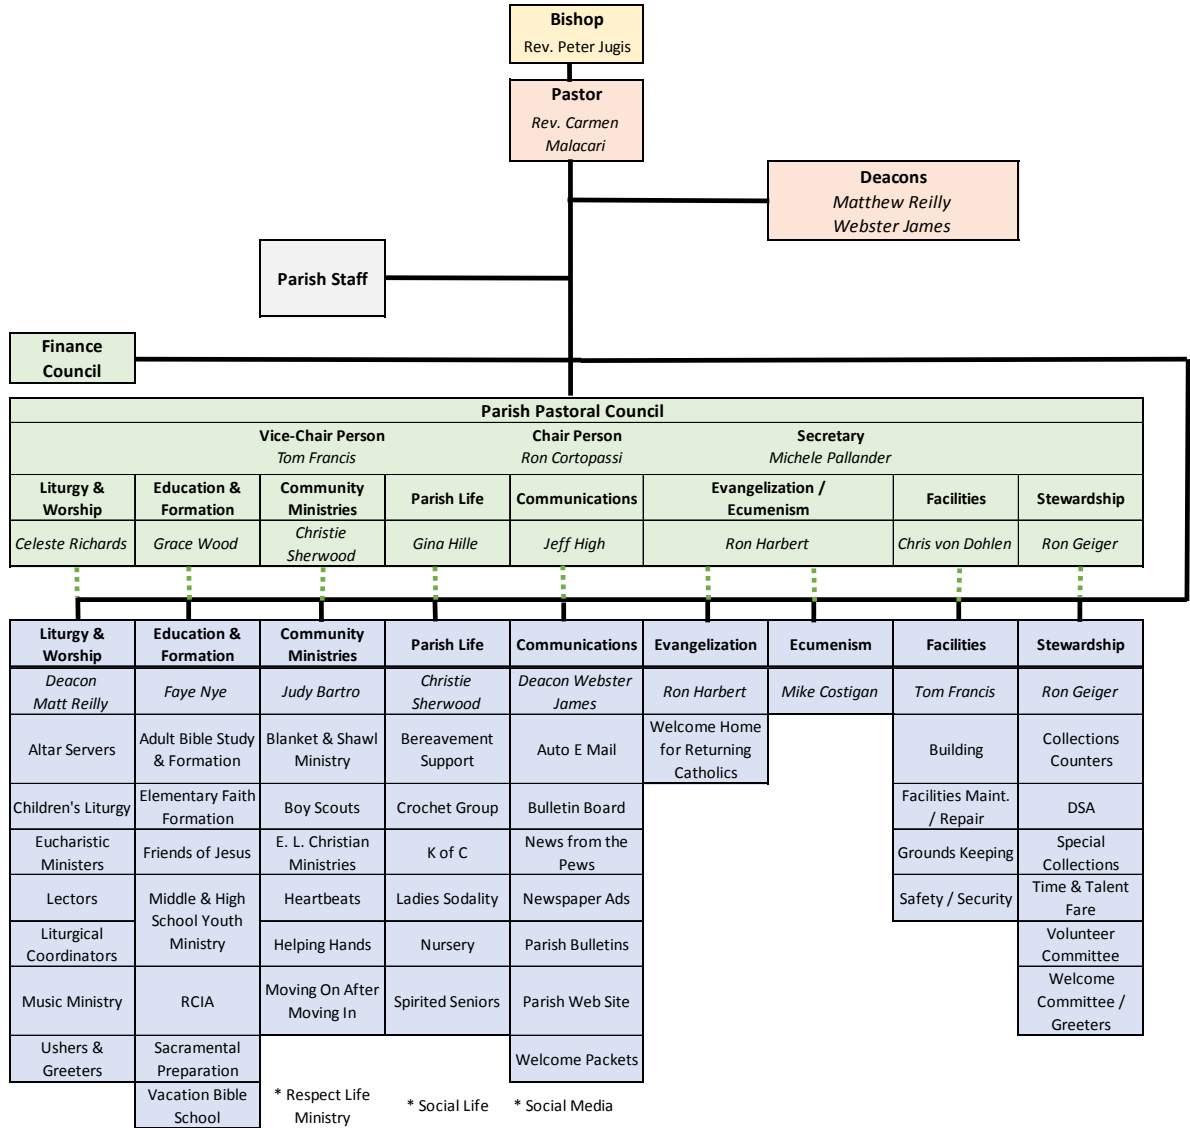 Bishop
Rev. Peter Jugis
Pastor
Rev. Carmen
Malacari
Deacons
Matthew Reilly
Webster James
Parish Staff
Finance
Council
Parish Pastoral Council
Vice-Chair Person
Tom Francis
Chair Person
Ron Cortopassi
Secretary
Michele Pallander
Liturgy &
Worship
Education &
Formation
Community
Ministries
Parish Life
Communications
Evangelization /
Ecumenism
Facilities
Stewardship
Celeste Richards
Grace Wood
Christie
Sherwood
Gina Hille
Jeff High
Ron Harbert
Chris von Dohlen
Ron Geiger
Liturgy &
Worship
Education &
Formation
Community
Ministries
Parish Life
Communications
Evangelization
Ecumenism
Facilities
Stewardship
Deacon
Matt Reilly
Faye Nye
Judy Bartro
Christie
Sherwood
Deacon Webster
James
Ron Harbert
Mike Costigan
Tom Francis
Ron Geiger
Altar Servers
Adult Bible Study
& Formation
Blanket & Shawl
Ministry
Bereavement
Support
Auto E Mail
Welcome Home
for Returning
Catholics
Building
Collections
Counters
Children's Liturgy
Elementary Faith
Formation
Boy Scouts
Crochet Group
Bulletin Board
Facilities Maint.
/ Repair
DSA
Eucharistic
Ministers
Friends of Jesus
E. L. Christian
Ministries
K of C
News from the
Pews
Grounds Keeping
Special
Collections
Lectors
Middle & High
School Youth
Ministry
Heartbeats
Ladies Sodality
Newspaper Ads
Safety / Security
Time & Talent
Fare
Liturgical
Coordinators
Helping Hands
Nursery
Parish Bulletins
Volunteer
Committee
Music Ministry
RCIA
Moving On After
Moving In
Spirited Seniors
Parish Web Site
Welcome
Committee /
Greeters
Ushers &
Greeters
Sacramental
Preparation
Welcome Packets
Vacation Bible
School
* Respect Life
Ministry
* Social Life
* Social Media